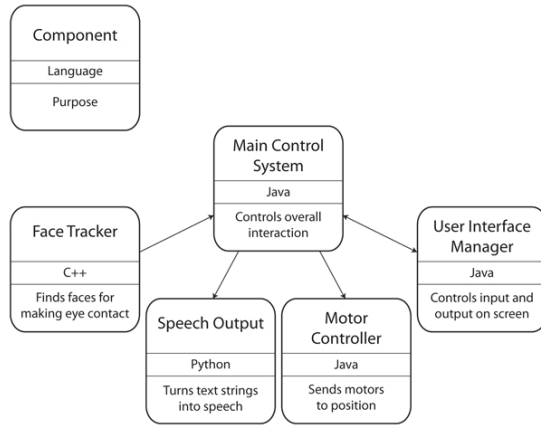 Component
Language
Purpose
Main Control
System
Java
Controls overall
interaction
Face Tracker
C++
Finds faces for
making eye contact
User Interface
Manager
Java
Controls input and
output on screen
Speech Output
Python
Turns text strings
into speech
Motor
Controller
Java
Sends motors
to position